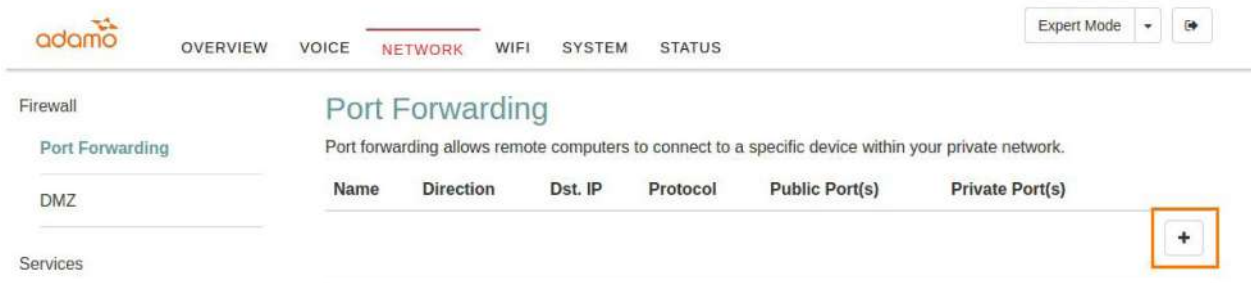 adamo
OVERVIEW VOICE NETWORK WIFI SYSTEM STATUS
Expert Mode
Firewall
Port Forwarding
DMZ
Services
Port Forwarding
Port forwarding allows remote computers to connect to a specific device within your private network.
Name Direction Dst. IP Protocol Public Port(s) Private Port(s)
+